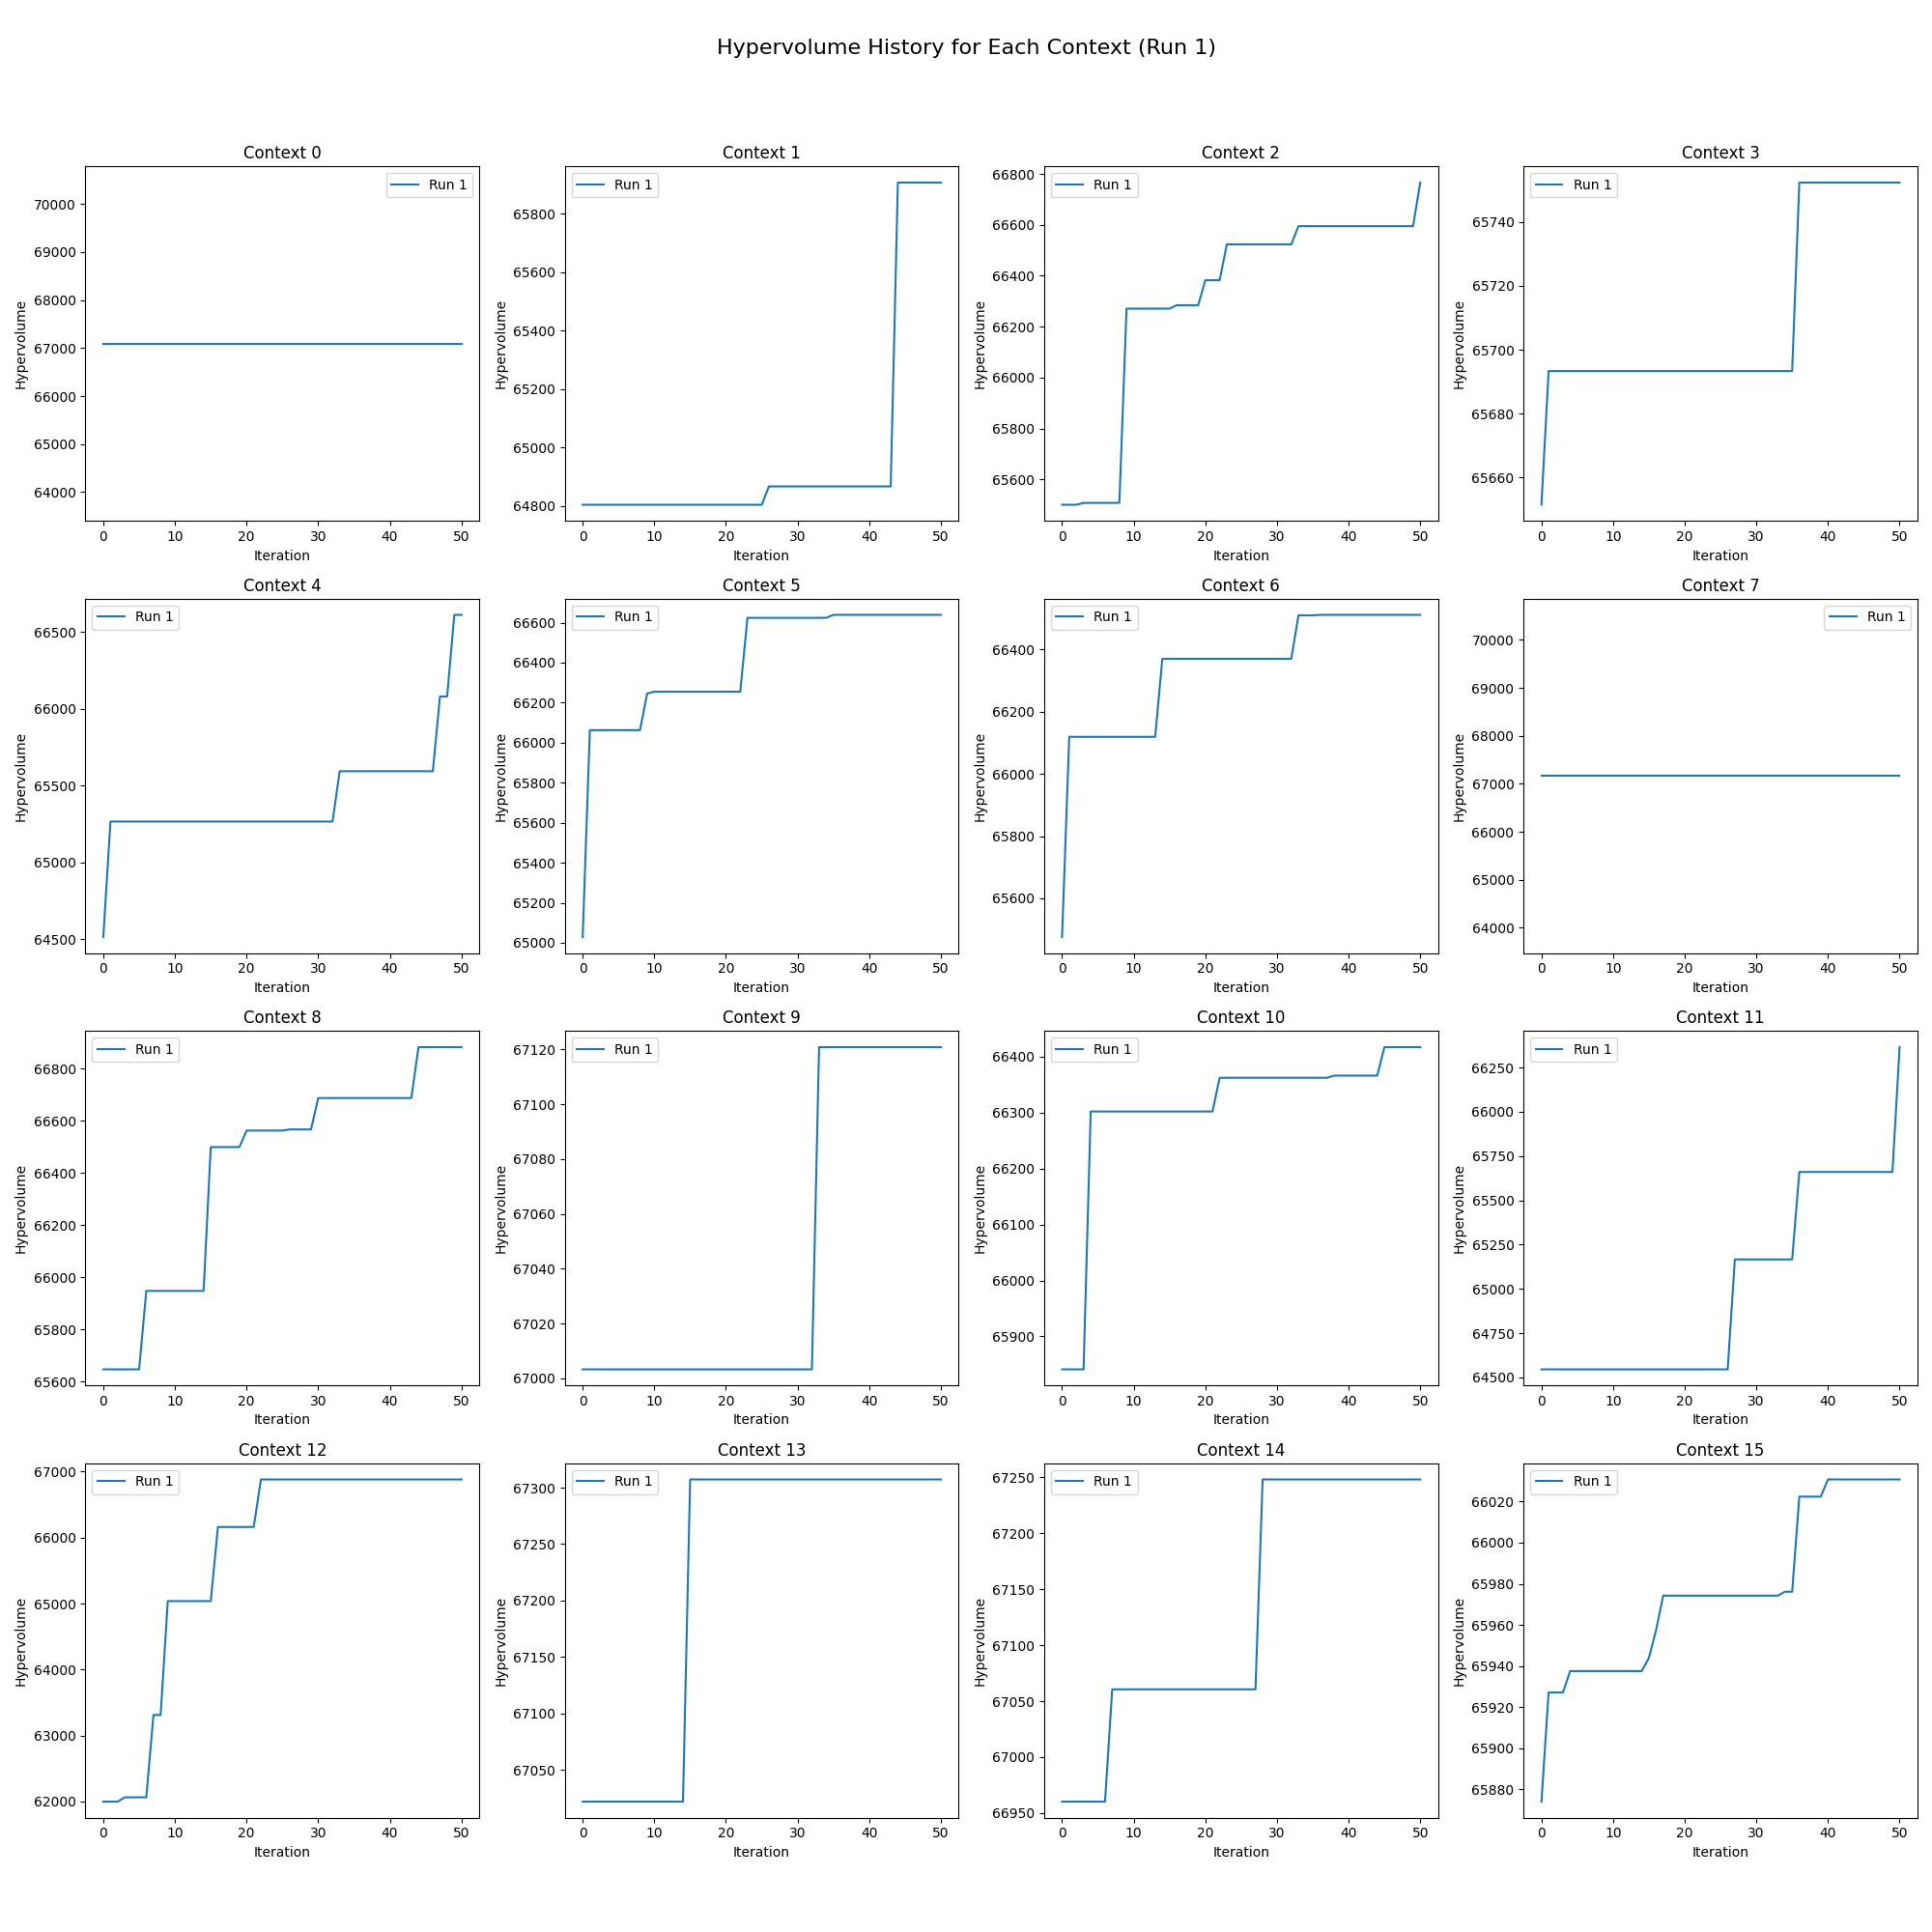 Hypervolume History for Each Context (Run 1)
Context 0
Run 1
70000
69000
68000
67000
66000
65000
64000
Hypervolume
0 10 20 30 40 50
Iteration
Context 1
Run 1
65800
65600
65400
65200
65000
64800
Hypervolume
0 10 20 30 40 50
Iteration
Context 2
Run 1
66800
66600
66400
66200
66000
65800
65600
Hypervolume
0 10 20 30 40 50
Iteration
Context 3
Run 1
65740
65720
65700
65680
65660
Hypervolume
0 10 20 30 40 50
Iteration
Context 4
Run 1
66500
66000
65500
65000
64500
Hypervolume
0 10 20 30 40 50
Iteration
Context 5
Run 1
66600
66400
66200
66000
65800
65600
65400
65200
65000
Hypervolume
0 10 20 30 40 50
Iteration
Context 6
Run 1
66400
66200
66000
65800
65600
Hypervolume
0 10 20 30 40 50
Iteration
Context 7
Run 1
70000
69000
68000
67000
66000
65000
64000
Hypervolume
0 10 20 30 40 50
Iteration
Context 8
Run 1
66800
66600
66400
66200
66000
65800
65600
Hypervolume
0 10 20 30 40 50
Iteration
Context 9
Run 1
67120
67100
67080
67060
67040
67020
67000
Hypervolume
0 10 20 30 40 50
Iteration
Context 10
Run 1
66400
66300
66200
66100
66000
65900
Hypervolume
0 10 20 30 40 50
Iteration
Context 11
Run 1
66250
66000
65750
65500
65250
65000
64750
64500
Hypervolume
0 10 20 30 40 50
Iteration
Context 12
Run 1
67000
66000
65000
64000
63000
62000
Hypervolume
0 10 20 30 40 50
Iteration
Context 13
Run 1
67300
67250
67200
67150
67100
67050
Hypervolume
0 10 20 30 40 50
Iteration
Context 14
Run 1
67250
67200
67150
67100
67050
67000
66950
Hypervolume
0 10 20 30 40 50
Iteration
Context 15
Run 1
66020
66000
65980
65960
65940
65920
65900
65880
Hypervolume
0 10 20 30 40 50
Iteration